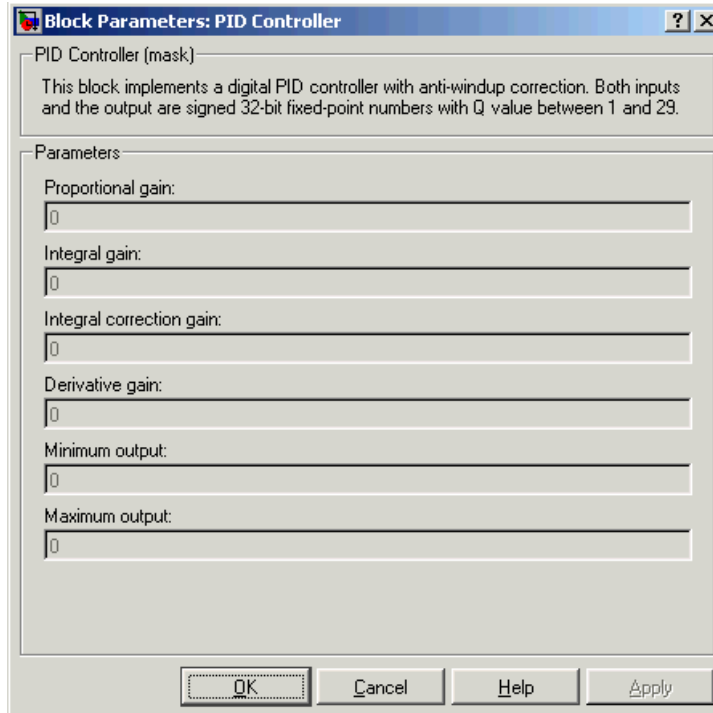 Block Parameters: PID Controller
PID Controller (mask)
This block implements a digital PID controller with anti-windup correction. Both inputs
and the output are signed 32-bit fixed-point numbers with Q value between 1 and 29.
Parameters
Proportional gain:
0
Integral gain:
0
Integral correction gain:
0
Derivative gain:
0
Minimum output:
0
Maximum output:
0
OK Cancel Help Apply